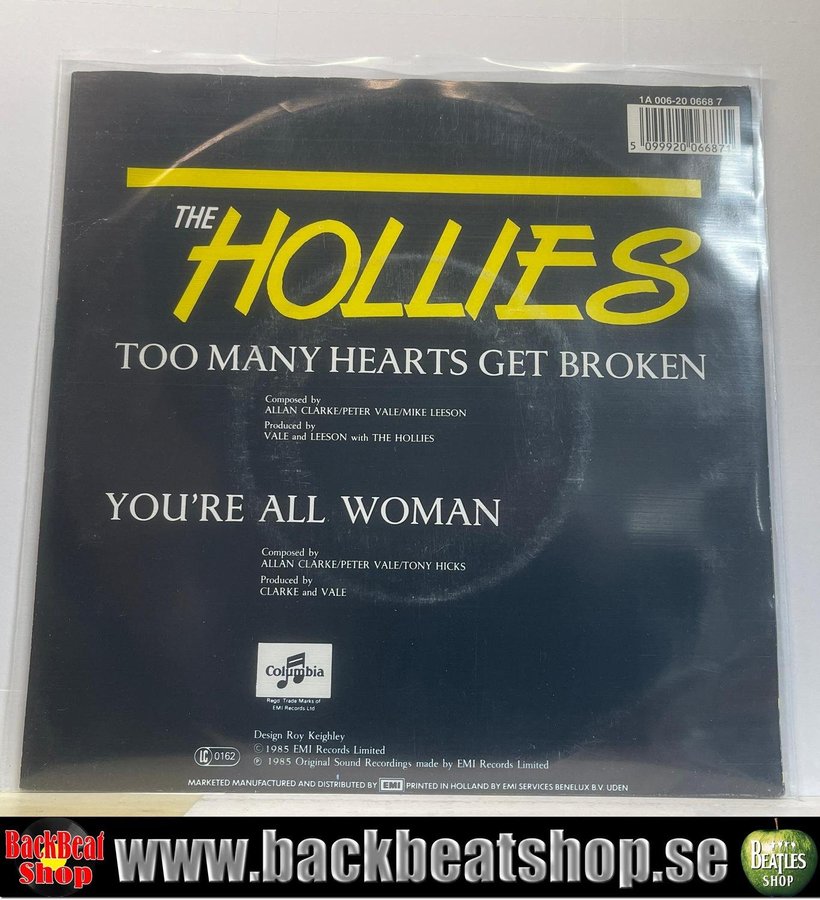 1A 006-20 0668 7
5 099920 066871
THE
HOLLIES
TOO MANY HEARTS GET BROKEN
Composed by
ALLAN CLARKE/PETER VALE/MIKE LEESON
Produced by
VALE and LEESON with THE HOLLIES
YOU'RE ALL WOMAN
Composed by
ALLAN CLARKE/PETER VALE/TONY HICKS
Produced by
CLARKE and VALE
Columbia
Regd. Trade Marks of
EMI Records Ltd
Design Roy Keighley
LC 0162
© 1985 EMI Records Limited
℗ 1985 Original Sound Recordings made by EMI Records Limited
MARKETED MANUFACTURED AND DISTRIBUTED BY EMI PRINTED IN HOLLAND BY EMI SERVICES BENELUX B.V. UDEN
BackBeat
Shop
www.backbeatshop.se
BEATLES
SHOP